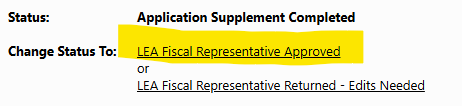 Status: Application Supplement Completed
Change Status To: LEA Fiscal Representative Approved
or
LEA Fiscal Representative Returned - Edits Needed